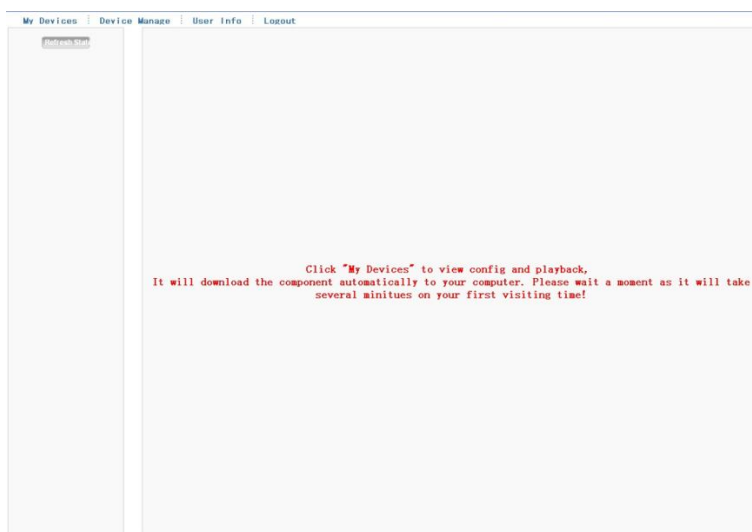 My Devices Device Manage User Info Logout
Refresh Stat
Click "My Devices" to view config and playback,
It will download the component automatically to your computer. Please wait a moment as it will take
several minitues on your first visiting time!